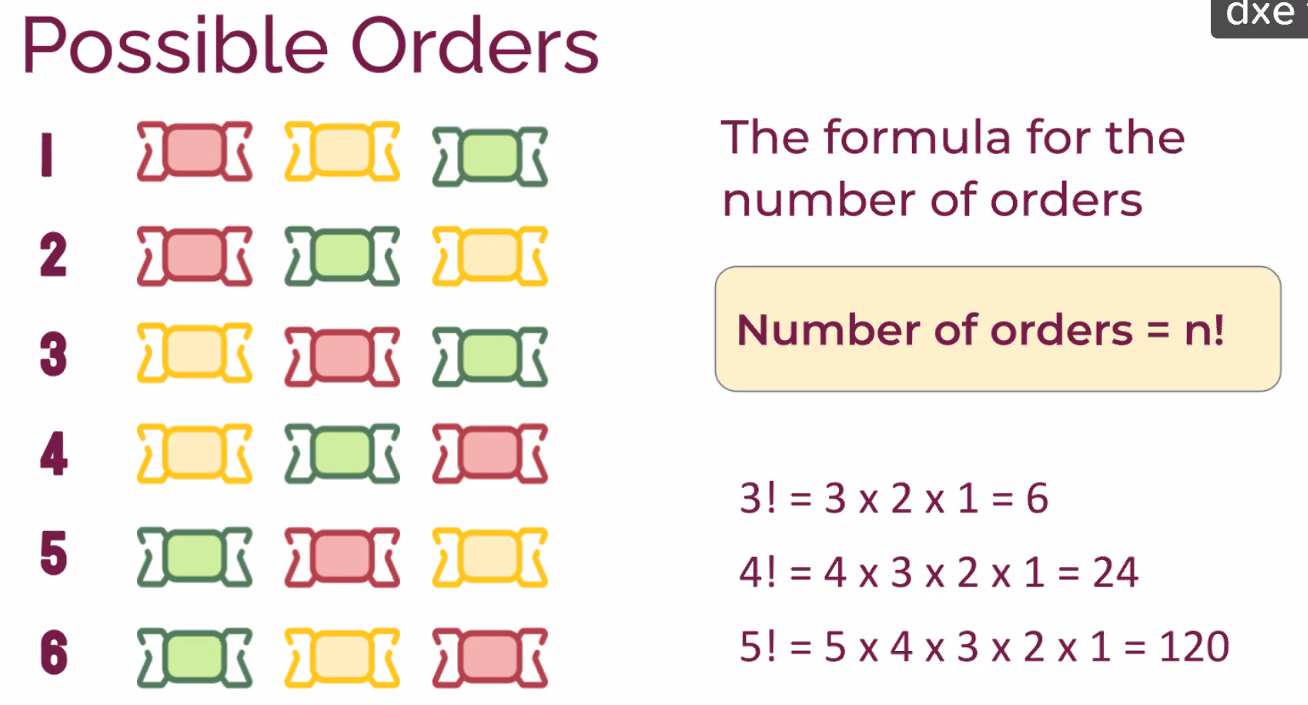 Possible Orders
dxe
1
2
3
4
5
6
The formula for the
number of orders
Number of orders = n!
3! = 3 x 2 x 1 = 6
4! = 4 x 3 x 2 x 1 = 24
5! = 5 x 4 x 3 x 2 x 1 = 120